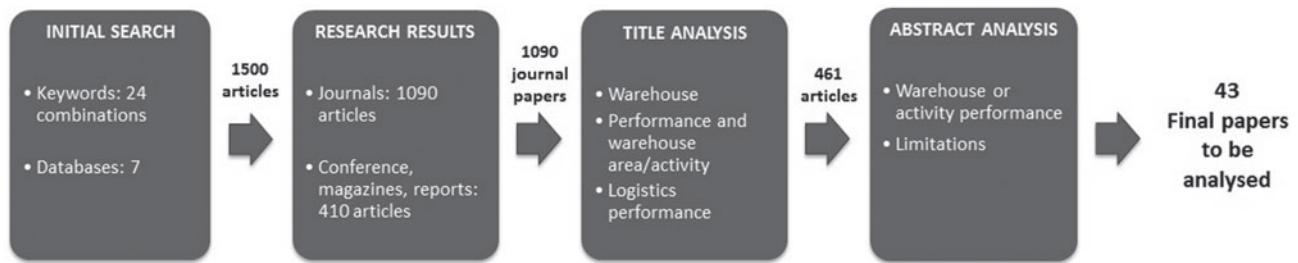 INITIAL SEARCH
• Keywords: 24
combinations
• Databases: 7
1500
articles
RESEARCH RESULTS
• Journals: 1090
articles
• Conference,
magazines, reports:
410 articles
1090
journal
papers
TITLE ANALYSIS
• Warehouse
• Performance and
warehouse
area/activity
• Logistics
performance
461
articles
ABSTRACT ANALYSIS
• Warehouse or
activity performance
• Limitations
43
Final papers
to be
analysed